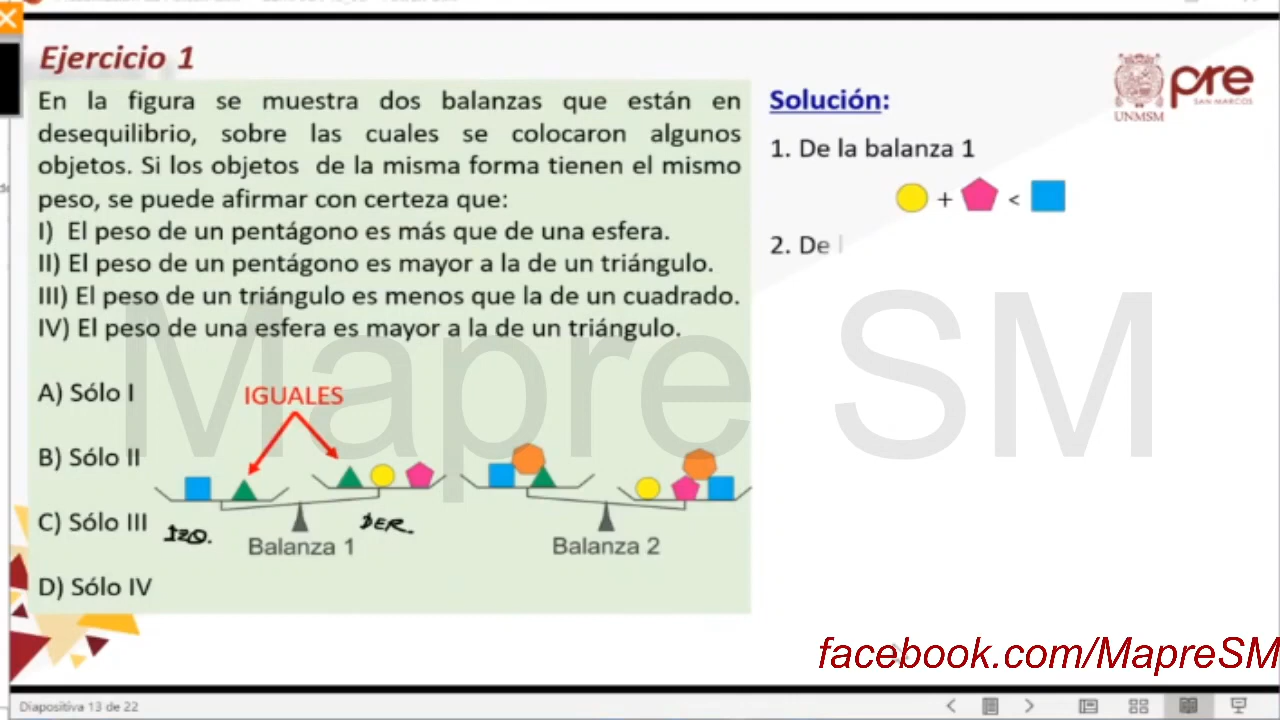 Ejercicio 1
En la figura se muestra dos balanzas que están en
desequilibrio, sobre las cuales se colocaron algunos
objetos. Si los objetos de la misma forma tienen el mismo
peso, se puede afirmar con certeza que:
I) El peso de un pentágono es más que de una esfera.
II) El peso de un pentágono es mayor a la de un triángulo.
III) El peso de un triángulo es menos que la de un cuadrado.
IV) El peso de una esfera es mayor a la de un triángulo.
A) Sólo I
IGUALES
B) Sólo II
C) Sólo III
IZQ.
DER.
Balanza 1
Balanza 2
D) Sólo IV
pre
SAN MARCOS
UNMSM
Solución:
1. De la balanza 1
+ <
2. De l
Mapre SM
facebook.com/MapreSM
Diapositiva 13 de 22